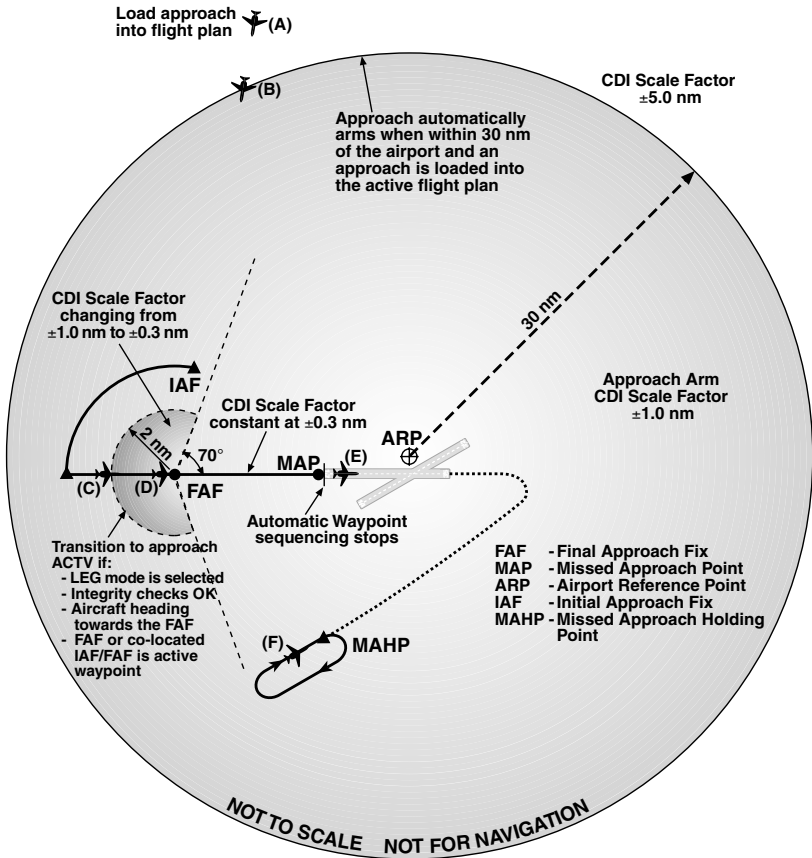 Load approach
into flight plan
(A)
(B)
CDI Scale Factor
±5.0 nm
Approach automatically
arms when within 30 nm
of the airport and an
approach is loaded into
the active flight plan
30 nm
CDI Scale Factor
changing from
±1.0 nm to ±0.3 nm
IAF
Approach Arm
CDI Scale Factor
±1.0 nm
CDI Scale Factor
constant at ±0.3 nm
2 nm
70°
ARP
MAP
(E)
(C)
(D)
FAF
Automatic Waypoint
sequencing stops
Transition to approach
ACTV if:
- LEG mode is selected
- Integrity checks OK
- Aircraft heading
towards the FAF
- FAF or co-located
IAF/FAF is active
waypoint
FAF - Final Approach Fix
MAP - Missed Approach Point
ARP - Airport Reference Point
IAF - Initial Approach Fix
MAHP - Missed Approach Holding
Point
(F)
MAHP
NOT TO SCALE NOT FOR NAVIGATION